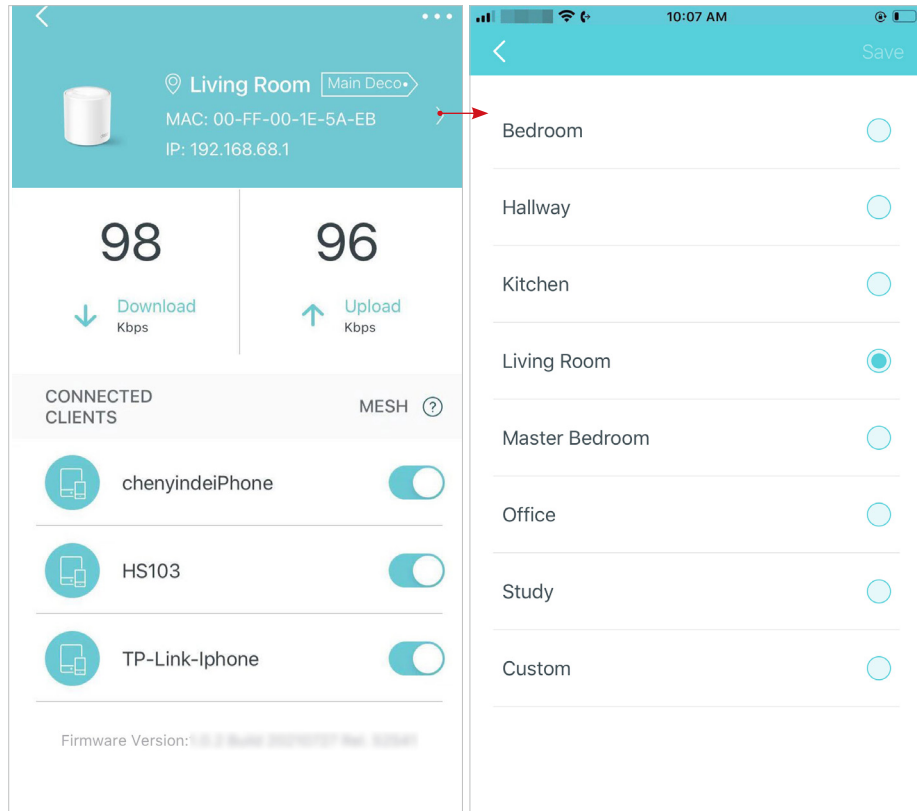 Living Room Main Deco
MAC: 00-FF-00-1E-5A-EB
IP: 192.168.68.1
98
Download
Kbps
96
Upload
Kbps
CONNECTED
CLIENTS
MESH ?
chenyindeiPhone
HS103
TP-Link-Iphone
Firmware Version:
10:07 AM
Save
Bedroom
Hallway
Kitchen
Living Room
Master Bedroom
Office
Study
Custom